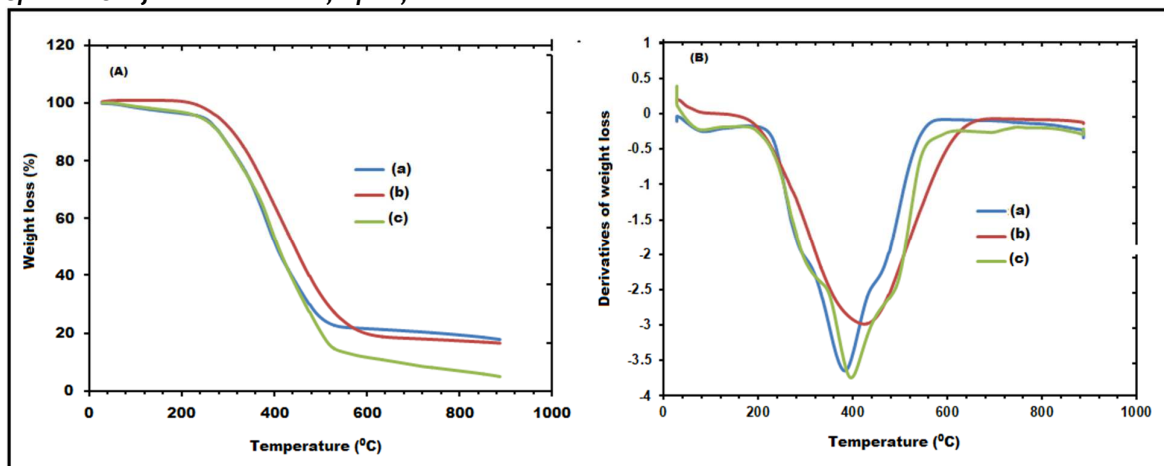 (A)
120
100
80
60
40
20
0
0 200 400 600 800 1000
Weight loss (%)
Temperature (⁰C)
(a)
(b)
(c)
(B)
1
0.5
0
-0.5
-1
-1.5
-2
-2.5
-3
-3.5
-4
0 200 400 600 800 1000
Derivatives of weight loss
Temperature (⁰C)
(a)
(b)
(c)